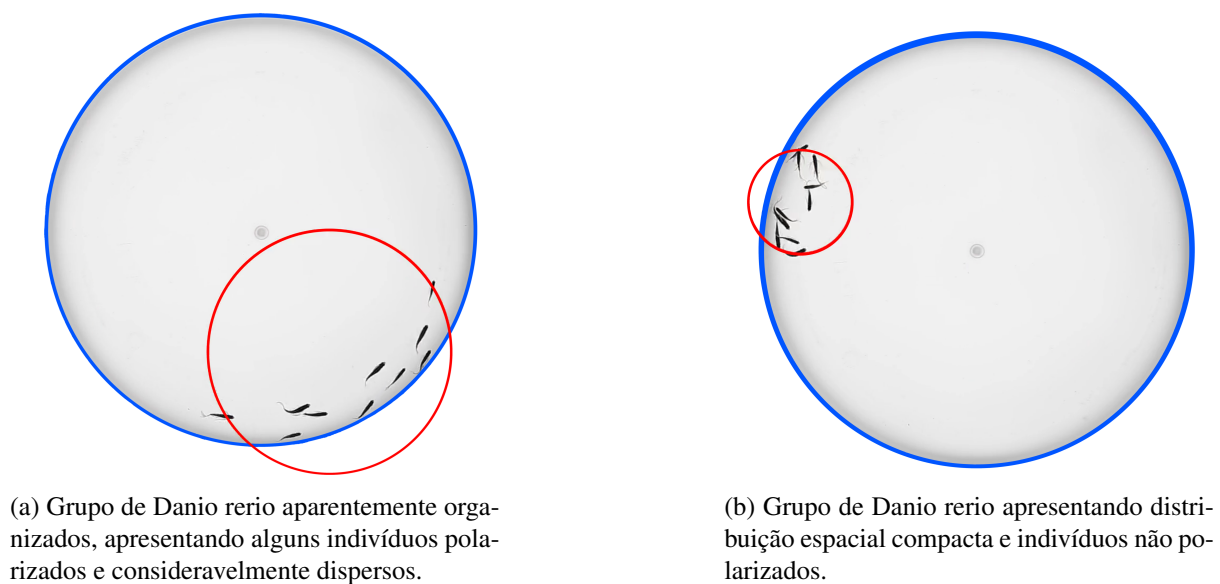 (a) Grupo de Danio rerio aparentemente orga-
nizados, apresentando alguns indivíduos pola-
rizados e consideravelmente dispersos.
(b) Grupo de Danio rerio apresentando distri-
buição espacial compacta e indivíduos não po-
larizados.